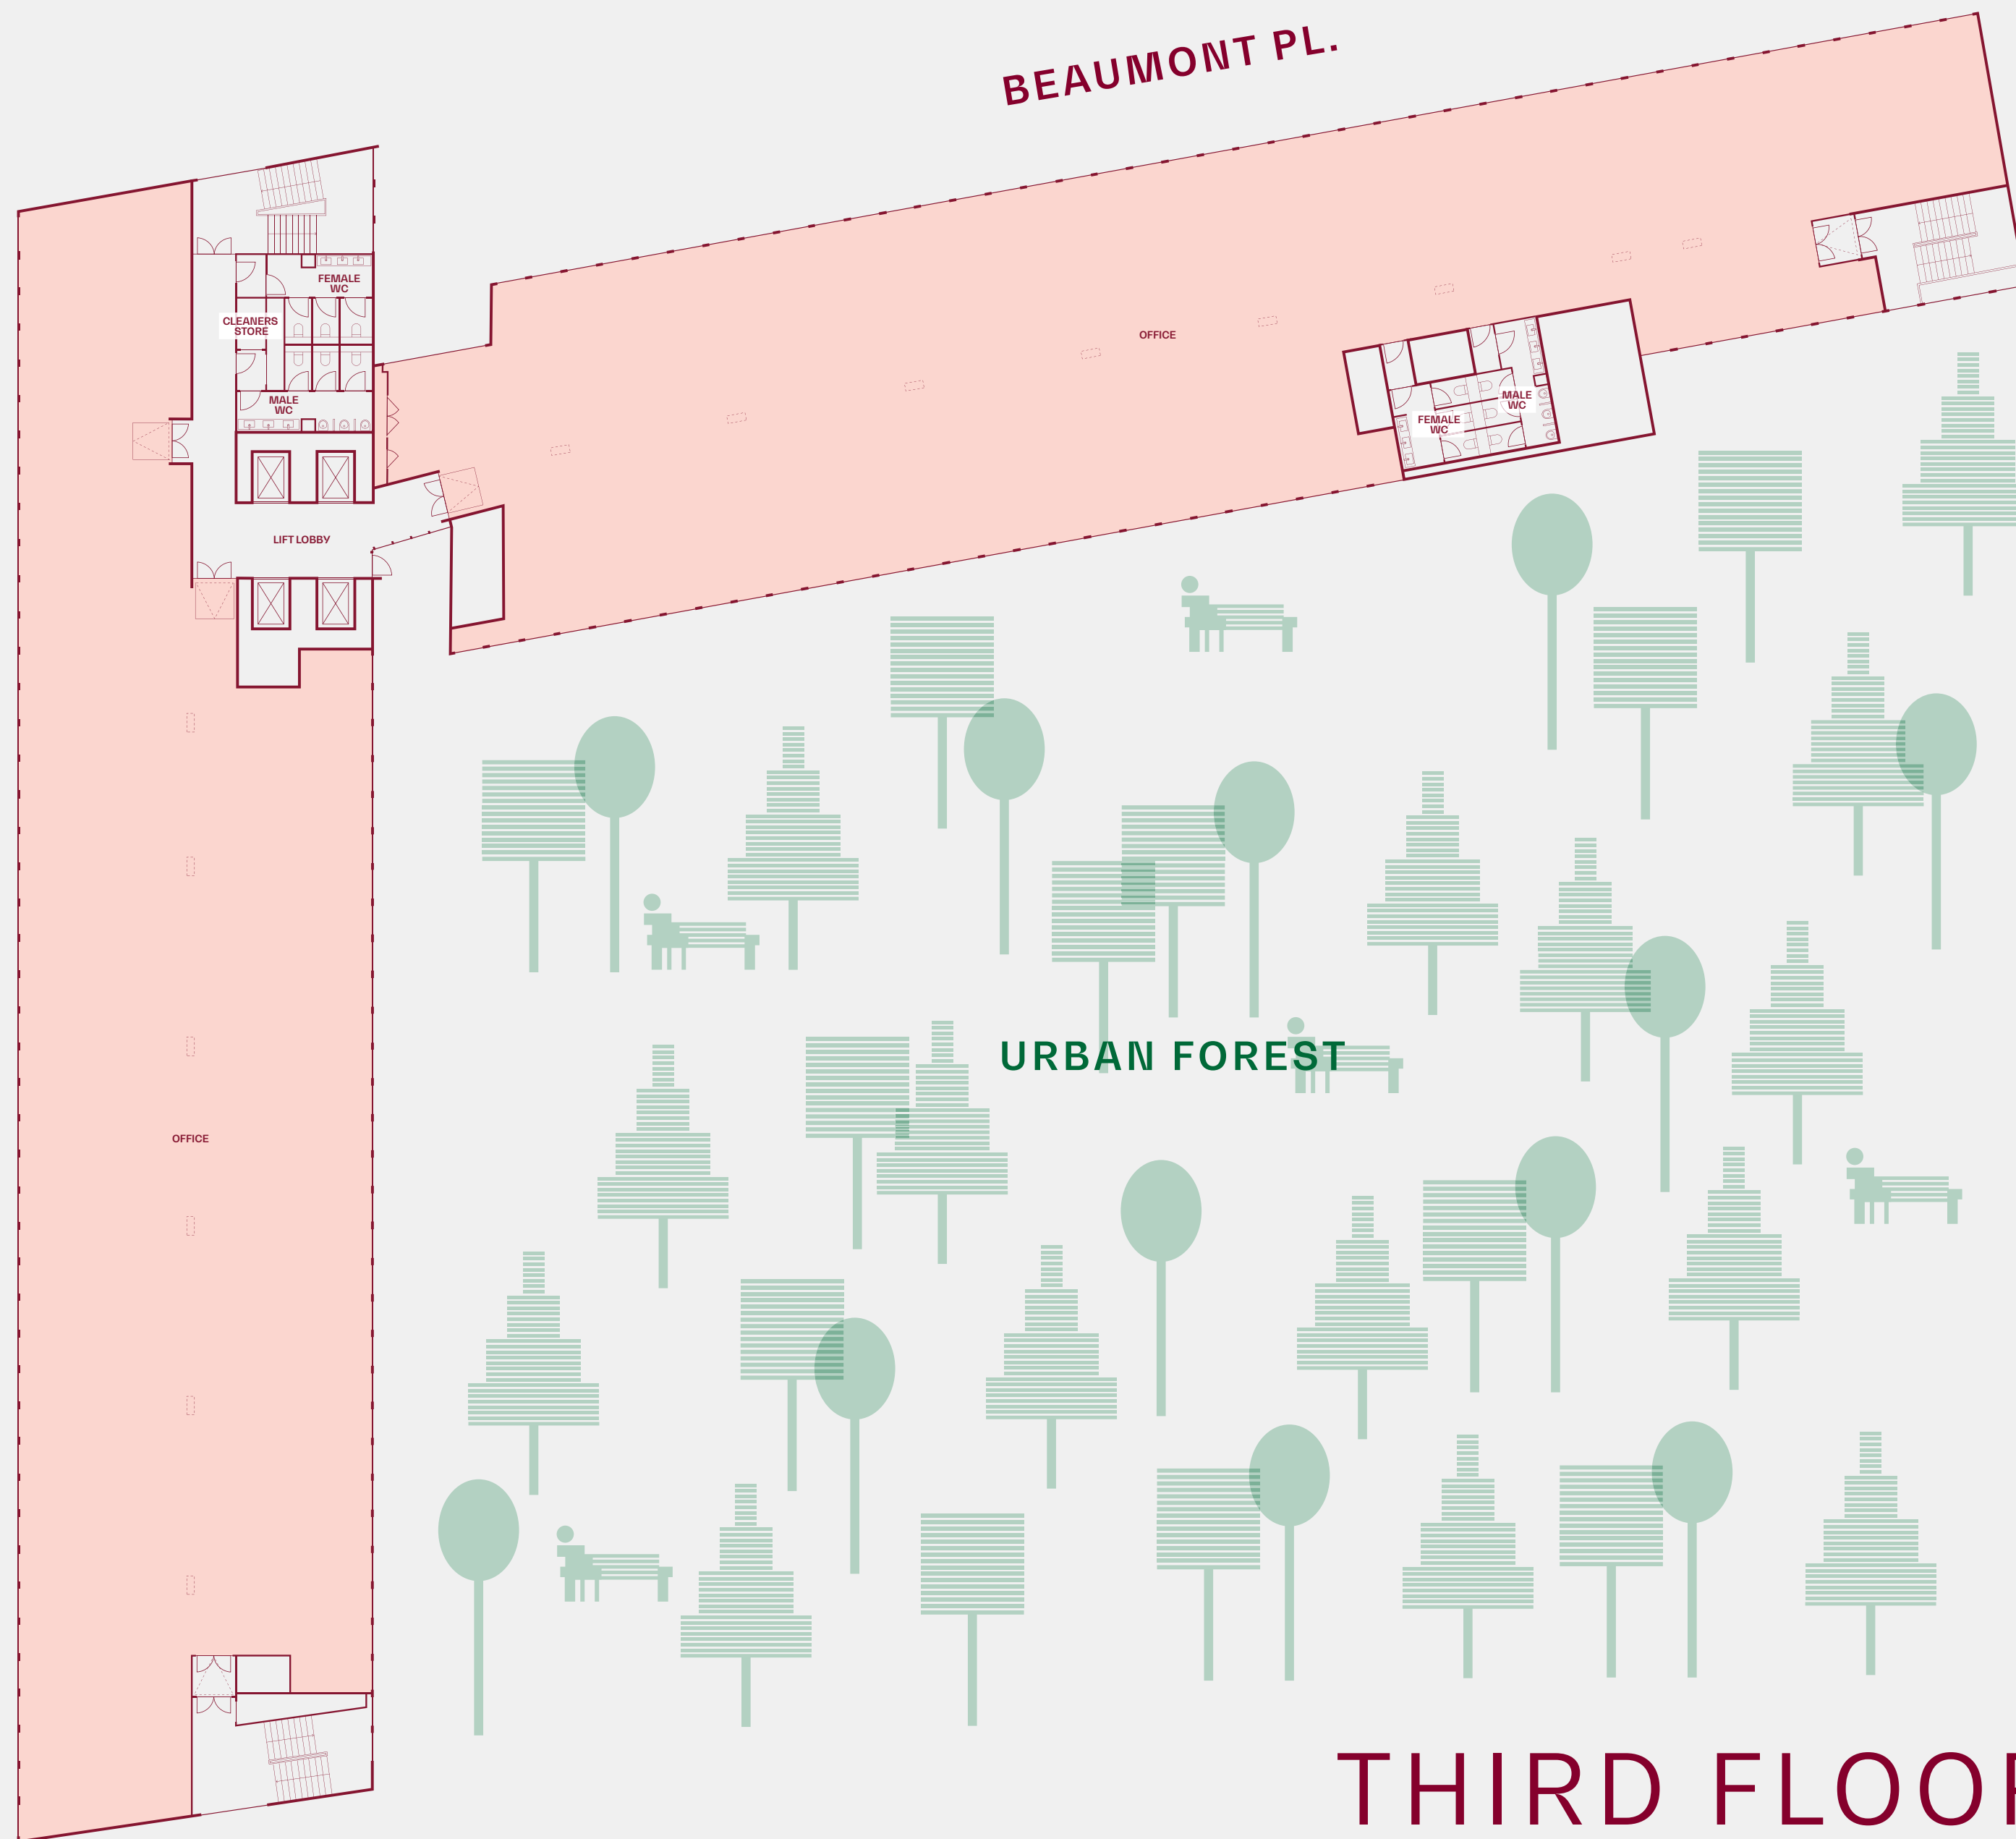 BEAUMONT PL.
FEMALE
WC
CLEANERS
STORE
OFFICE
MALE
WC
MALE
WC
FEMALE
WC
LIFT LOBBY
URBAN FOREST
OFFICE
THIRD FLOO